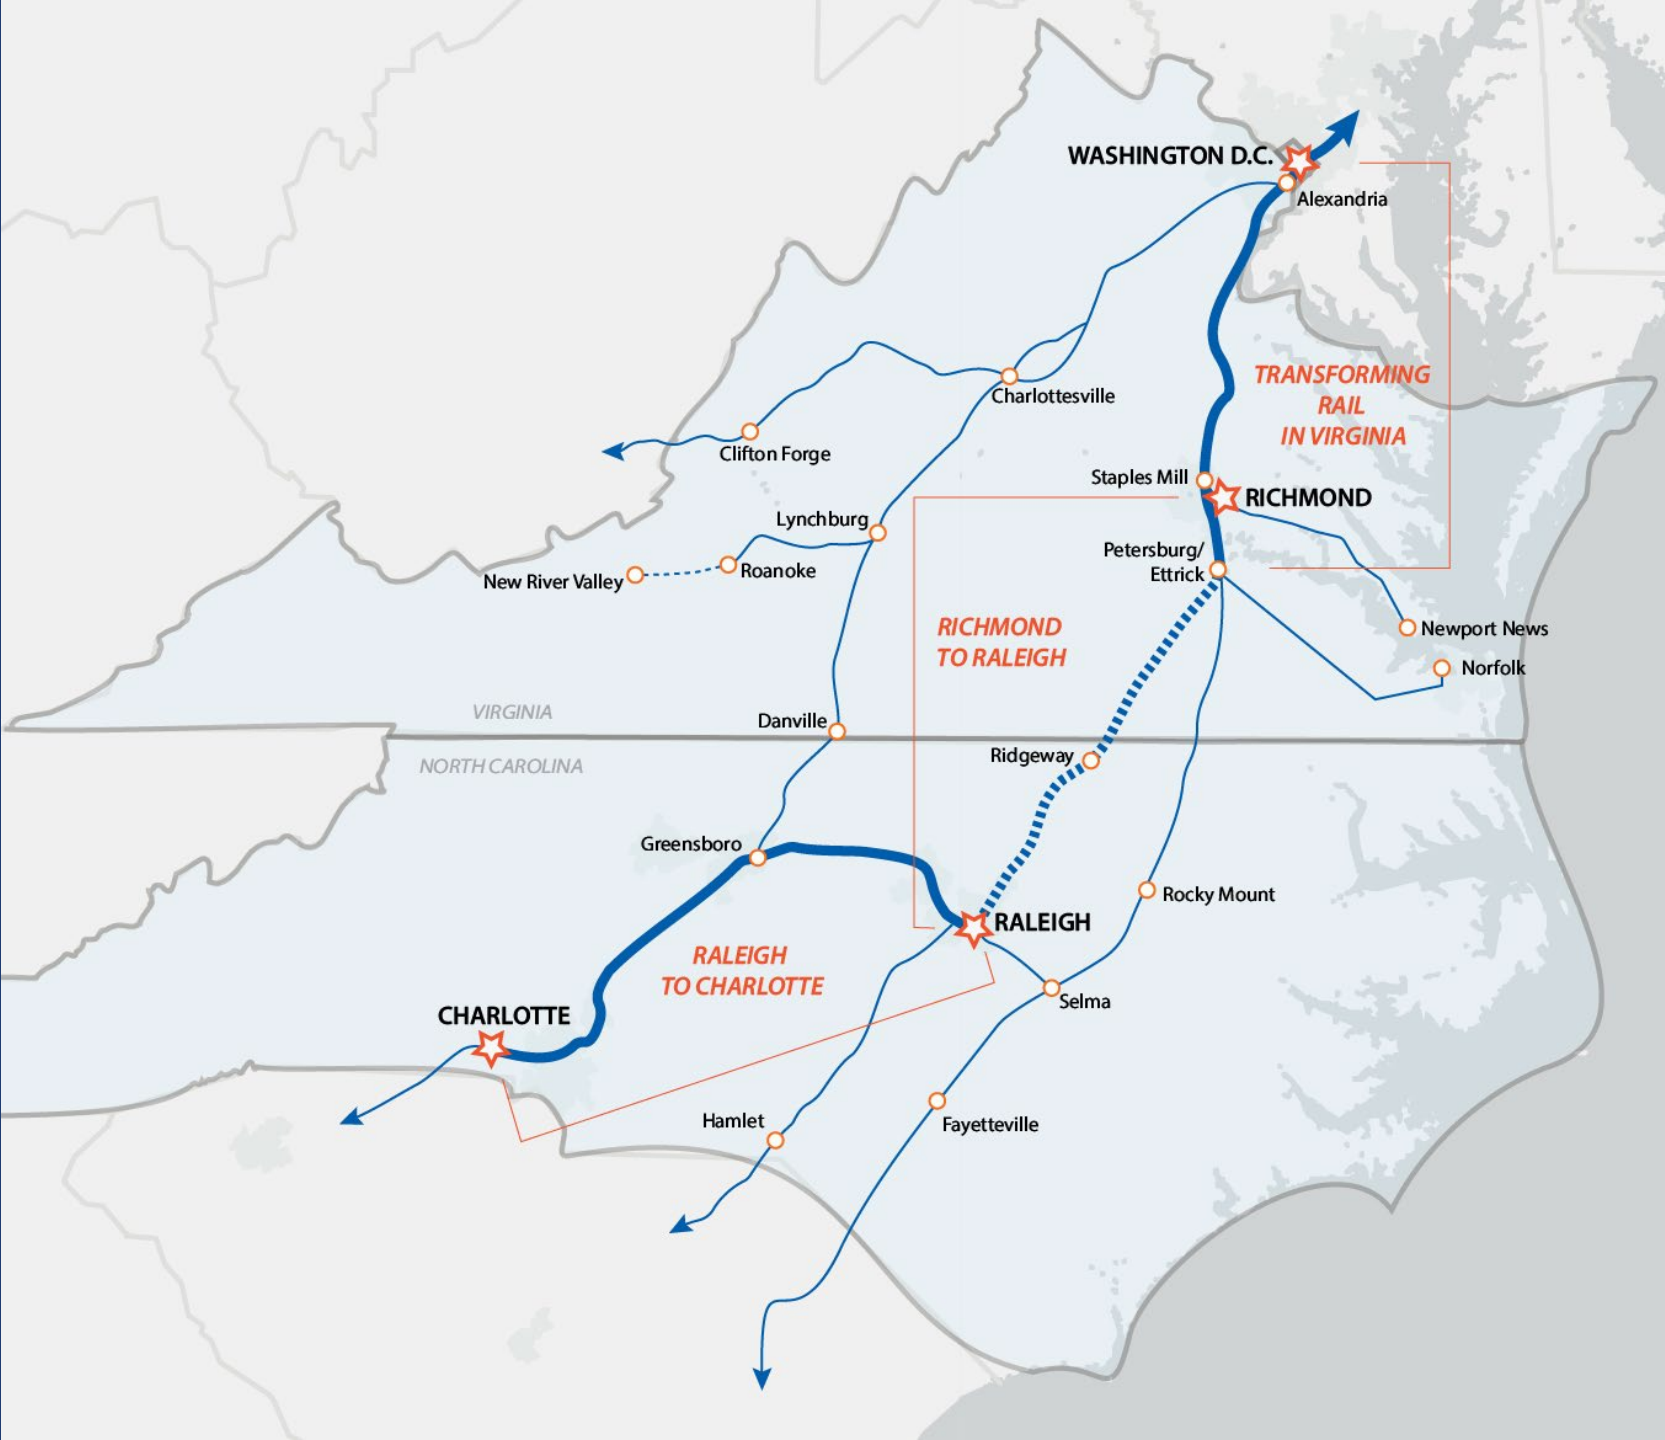 WASHINGTON D.C.
Alexandria
TRANSFORMING
RAIL
IN VIRGINIA
Charlottesville
Clifton Forge
Staples Mill
RICHMOND
Lynchburg
Petersburg/
Ettrick
Roanoke
New River Valley
Newport News
RICHMOND
TO RALEIGH
Norfolk
VIRGINIA
Danville
NORTH CAROLINA
Ridgeway
Greensboro
Rocky Mount
RALEIGH
RALEIGH
TO CHARLOTTE
Selma
CHARLOTTE
Hamlet
Fayetteville